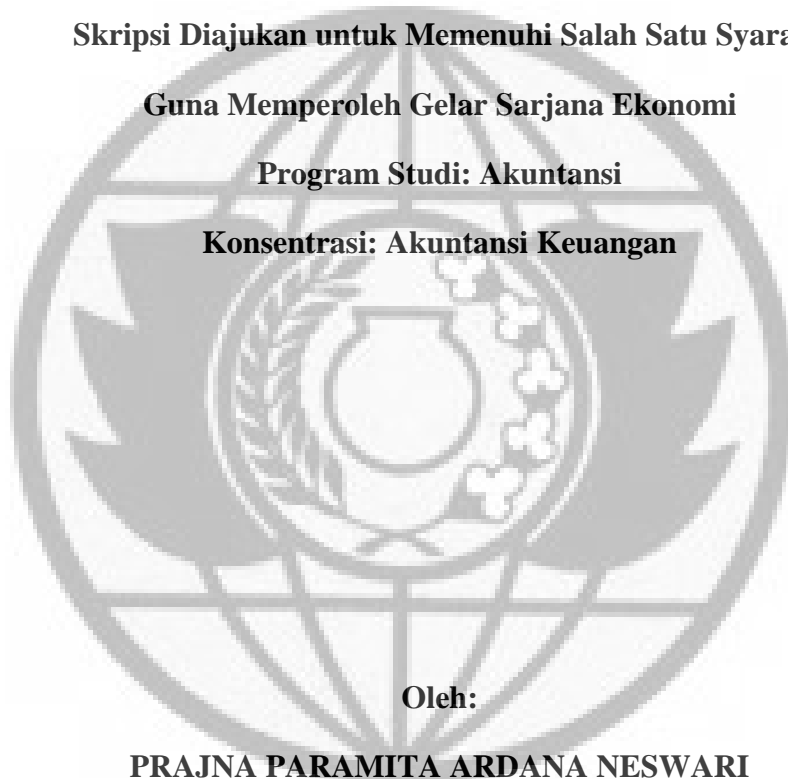 Skripsi Diajukan untuk Memenuhi Salah Satu Syara
Guna Memperoleh Gelar Sarjana Ekonomi
Program Studi: Akuntansi
Konsentrasi: Akuntansi Keuangan
Oleh:
PRAJNA PARAMITA ARDANA NESWARI